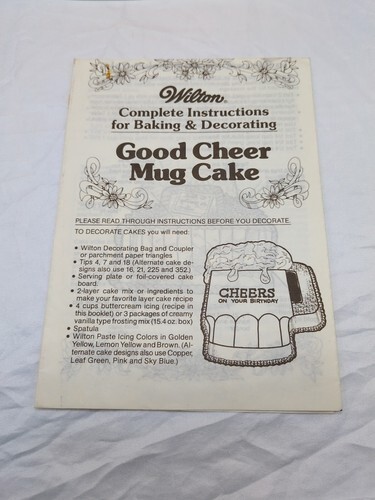 Wilton®
Complete Instructions
for Baking & Decorating
Good Cheer
Mug Cake
PLEASE READ THROUGH INSTRUCTIONS BEFORE YOU DECORATE.
TO DECORATE CAKES you will need:
• Wilton Decorating Bag and Coupler
or parchment paper triangles
• Tips 4, 7 and 18 (Alternate cake de-
signs also use 16, 21, 225 and 352.)
• Serving plate or foil-covered cake
board.
• 2-layer cake mix or ingredients to
make your favorite layer cake recipe
• 4 cups buttercream icing (recipe in
this booklet) or 3 packages of creamy
vanilla type frosting mix (15.4 oz. box)
• Spatula
• Wilton Paste Icing Colors in Golden
Yellow, Lemon Yellow and Brown. (Al-
ternate cake designs also use Copper,
Leaf Green, Pink and Sky Blue.)
CHEERS
ON YOUR BIRTHDAY